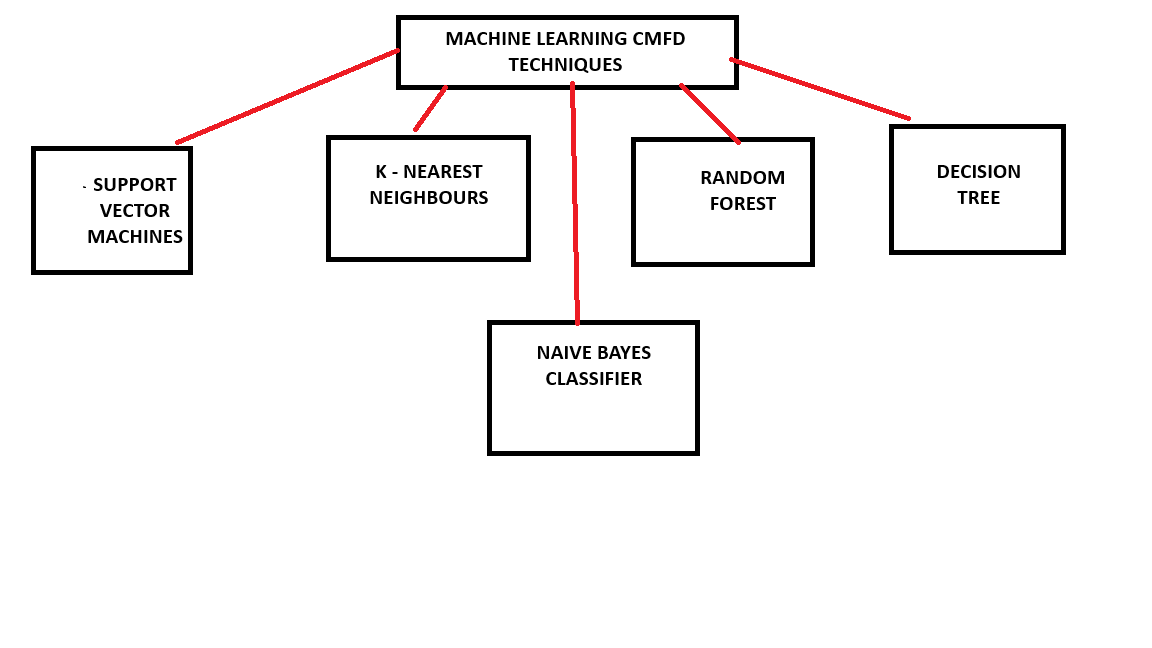 MACHINE LEARNING CMFD
TECHNIQUES
- SUPPORT
VECTOR
MACHINES
K - NEAREST
NEIGHBOURS
RANDOM
FOREST
DECISION
TREE
NAIVE BAYES
CLASSIFIER